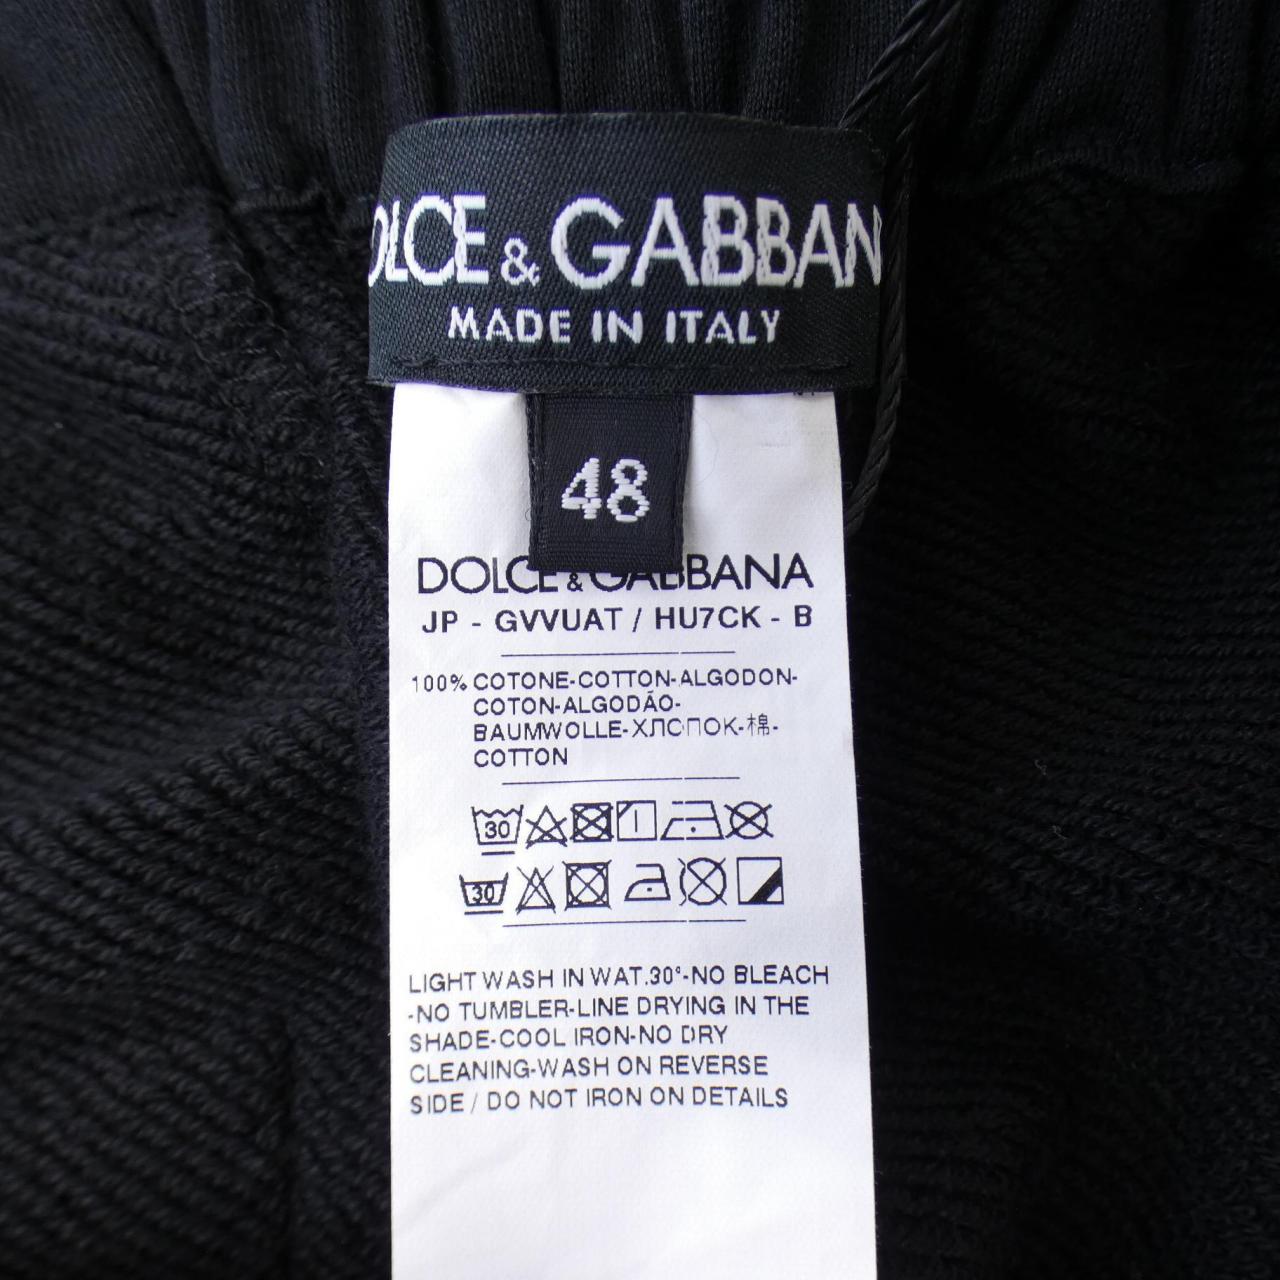 DOLCE & GABBAN
MADE IN ITALY
48
DOLCE & GABBANA
JP - GVVUAT / HU7CK - B
100% COTONE-COTTON-ALGODON-
COTON-ALGODÃO-
BAUMWOLLE-ХЛОПОК-棉-
COTTON
30
30
LIGHT WASH IN WAT.30°-NO BLEACH
-NO TUMBLER-LINE DRYING IN THE
SHADE-COOL IRON-NO DRY
CLEANING-WASH ON REVERSE
SIDE / DO NOT IRON ON DETAILS